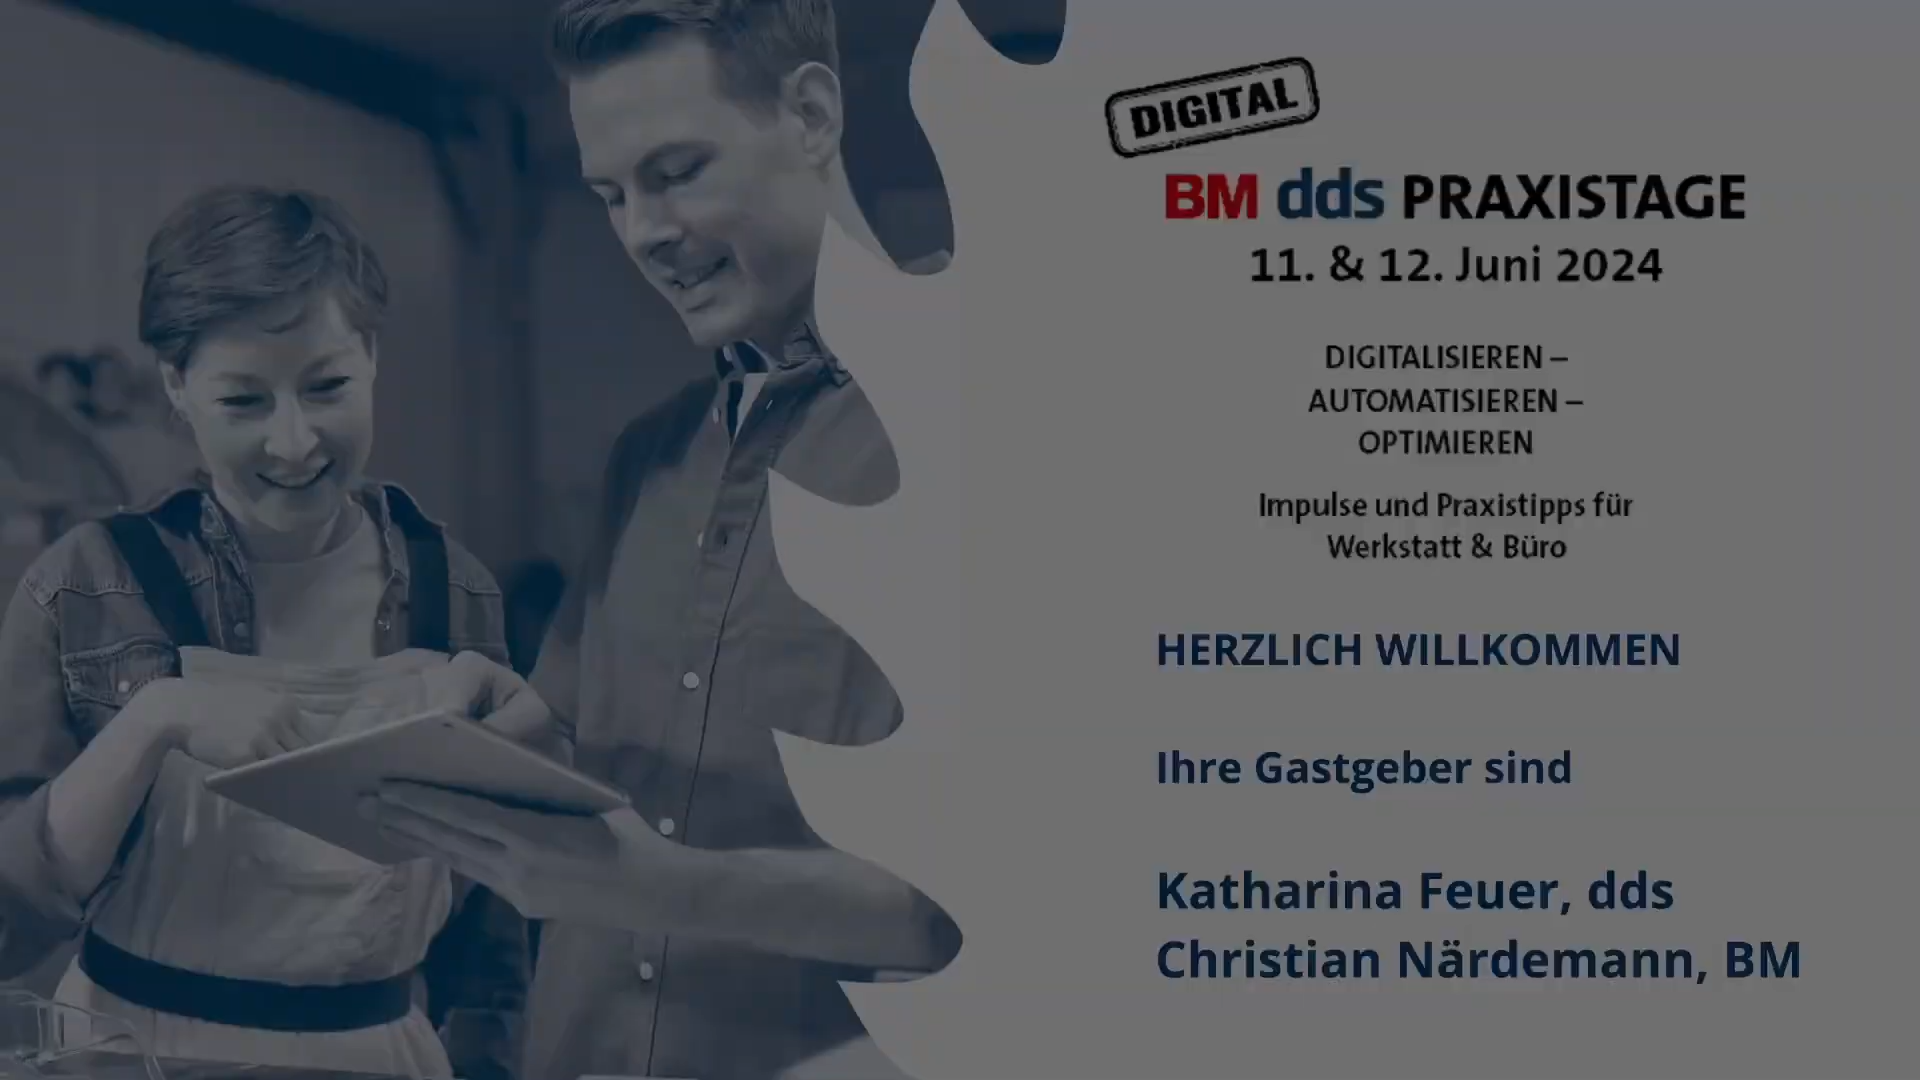 DIGITAL
BM dds PRAXISTAGE
11. & 12. Juni 2024
DIGITALISIEREN –
AUTOMATISIEREN –
OPTIMIEREN
Impulse und Praxistipps für
Werkstatt & Büro
HERZLICH WILLKOMMEN
Ihre Gastgeber sind
Katharina Feuer, dds
Christian Närdemann, BM